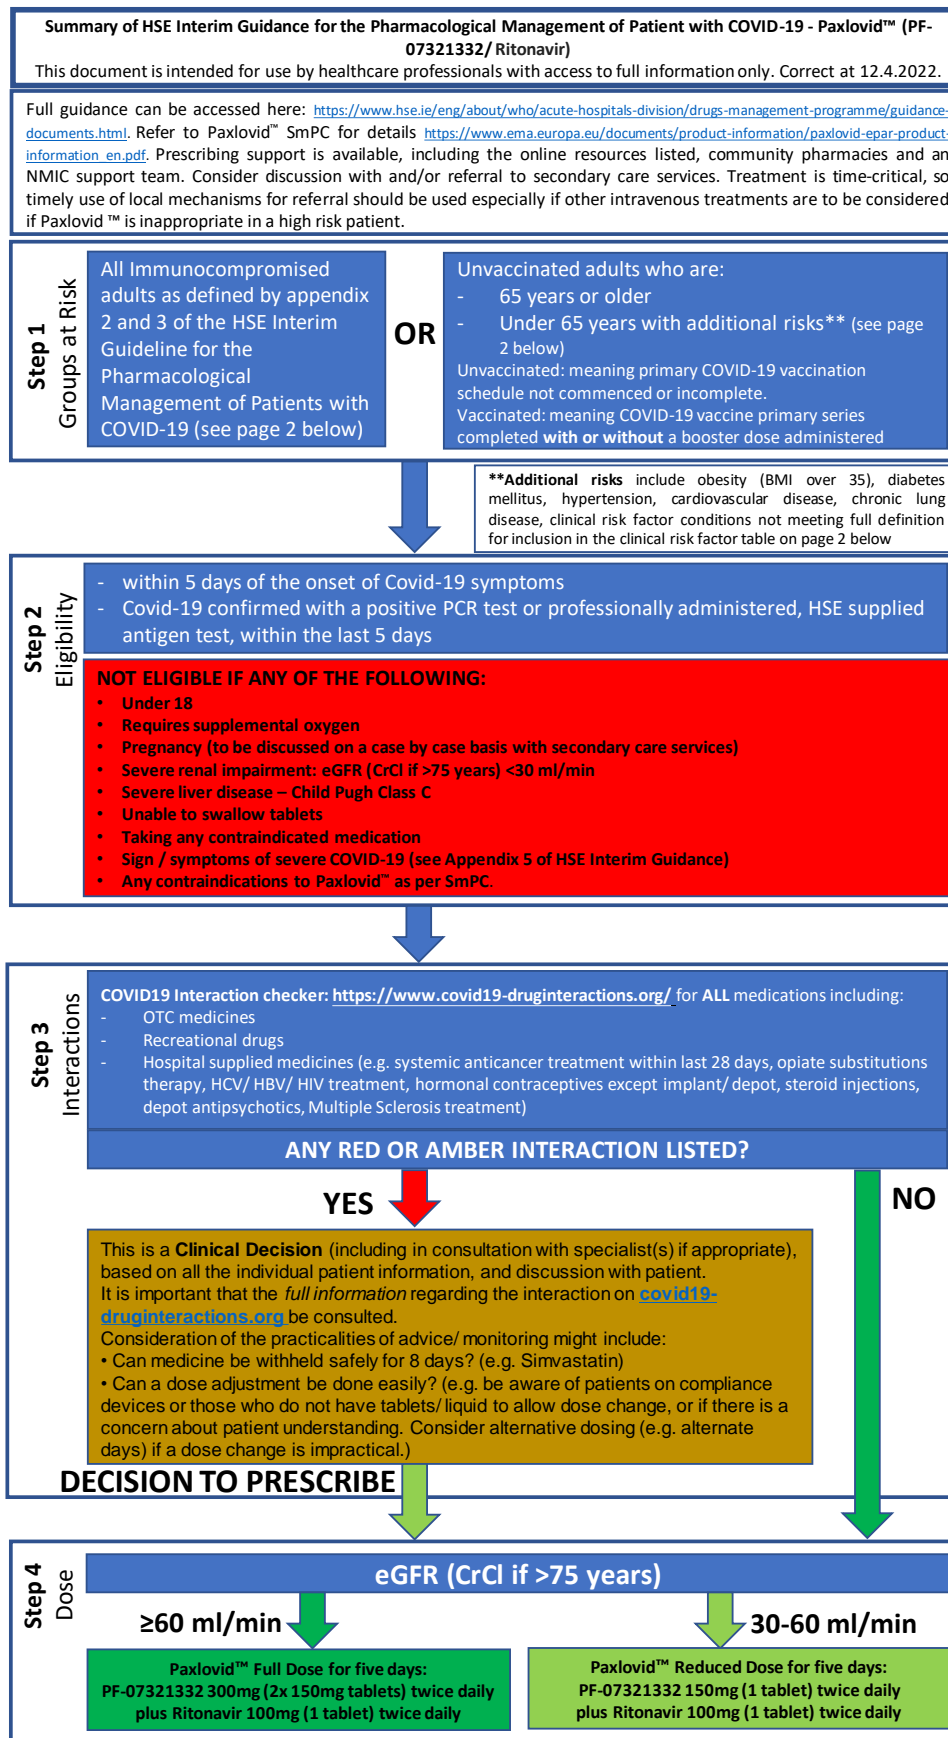 Summary of HSE Interim Guidance for the Pharmacological Management of Patient with COVID-19 - Paxlovid™ (PF-
07321332/ Ritonavir)
This document is intended for use by healthcare professionals with access to full information only. Correct at 12.4.2022.
Full guidance can be accessed here: https://www.hse.ie/eng/about/who/acute-hospitals-division/drugs-management-programme/guidance-
documents.html. Refer to Paxlovid™ SmPC for details https://www.ema.europa.eu/documents/product-information/paxlovid-epar-product-
information_en.pdf. Prescribing support is available, including the online resources listed, community pharmacies and an
NMIC support team. Consider discussion with and/or referral to secondary care services. Treatment is time-critical, so
timely use of local mechanisms for referral should be used especially if other intravenous treatments are to be considered
if Paxlovid ™ is inappropriate in a high risk patient.
Step 1
Groups at Risk
All Immunocompromised
adults as defined by appendix
2 and 3 of the HSE Interim
Guideline for the
Pharmacological
Management of Patients with
COVID-19 (see page 2 below)
OR
Unvaccinated adults who are:
- 65 years or older
- Under 65 years with additional risks** (see page
2 below)
Unvaccinated: meaning primary COVID-19 vaccination
schedule not commenced or incomplete.
Vaccinated: meaning COVID-19 vaccine primary series
completed with or without a booster dose administered
**Additional risks include obesity (BMI over 35), diabetes
mellitus, hypertension, cardiovascular disease, chronic lung
disease, clinical risk factor conditions not meeting full definition
for inclusion in the clinical risk factor table on page 2 below
Step 2
Eligibility
- within 5 days of the onset of Covid-19 symptoms
- Covid-19 confirmed with a positive PCR test or professionally administered, HSE supplied
antigen test, within the last 5 days
NOT ELIGIBLE IF ANY OF THE FOLLOWING:
• Under 18
• Requires supplemental oxygen
• Pregnancy (to be discussed on a case by case basis with secondary care services)
• Severe renal impairment: eGFR (CrCl if >75 years) <30 ml/min
• Severe liver disease – Child Pugh Class C
• Unable to swallow tablets
• Taking any contraindicated medication
• Sign / symptoms of severe COVID-19 (see Appendix 5 of HSE Interim Guidance)
• Any contraindications to Paxlovid™ as per SmPC.
Step 3
Interactions
COVID19 Interaction checker: https://www.covid19-druginteractions.org/ for ALL medications including:
- OTC medicines
- Recreational drugs
- Hospital supplied medicines (e.g. systemic anticancer treatment within last 28 days, opiate substitutions
therapy, HCV/ HBV/ HIV treatment, hormonal contraceptives except implant/ depot, steroid injections,
depot antipsychotics, Multiple Sclerosis treatment)
ANY RED OR AMBER INTERACTION LISTED?
YES
NO
This is a Clinical Decision (including in consultation with specialist(s) if appropriate),
based on all the individual patient information, and discussion with patient.
It is important that the full information regarding the interaction on covid19-
druginteractions.org be consulted.
Consideration of the practicalities of advice/ monitoring might include:
• Can medicine be withheld safely for 8 days? (e.g. Simvastatin)
• Can a dose adjustment be done easily? (e.g. be aware of patients on compliance
devices or those who do not have tablets/ liquid to allow dose change, or if there is a
concern about patient understanding. Consider alternative dosing (e.g. alternate
days) if a dose change is impractical.)
DECISION TO PRESCRIBE
Step 4
Dose
eGFR (CrCl if >75 years)
≥60 ml/min
30-60 ml/min
Paxlovid™ Full Dose for five days:
PF-07321332 300mg (2x 150mg tablets) twice daily
plus Ritonavir 100mg (1 tablet) twice daily
Paxlovid™ Reduced Dose for five days:
PF-07321332 150mg (1 tablet) twice daily
plus Ritonavir 100mg (1 tablet) twice daily